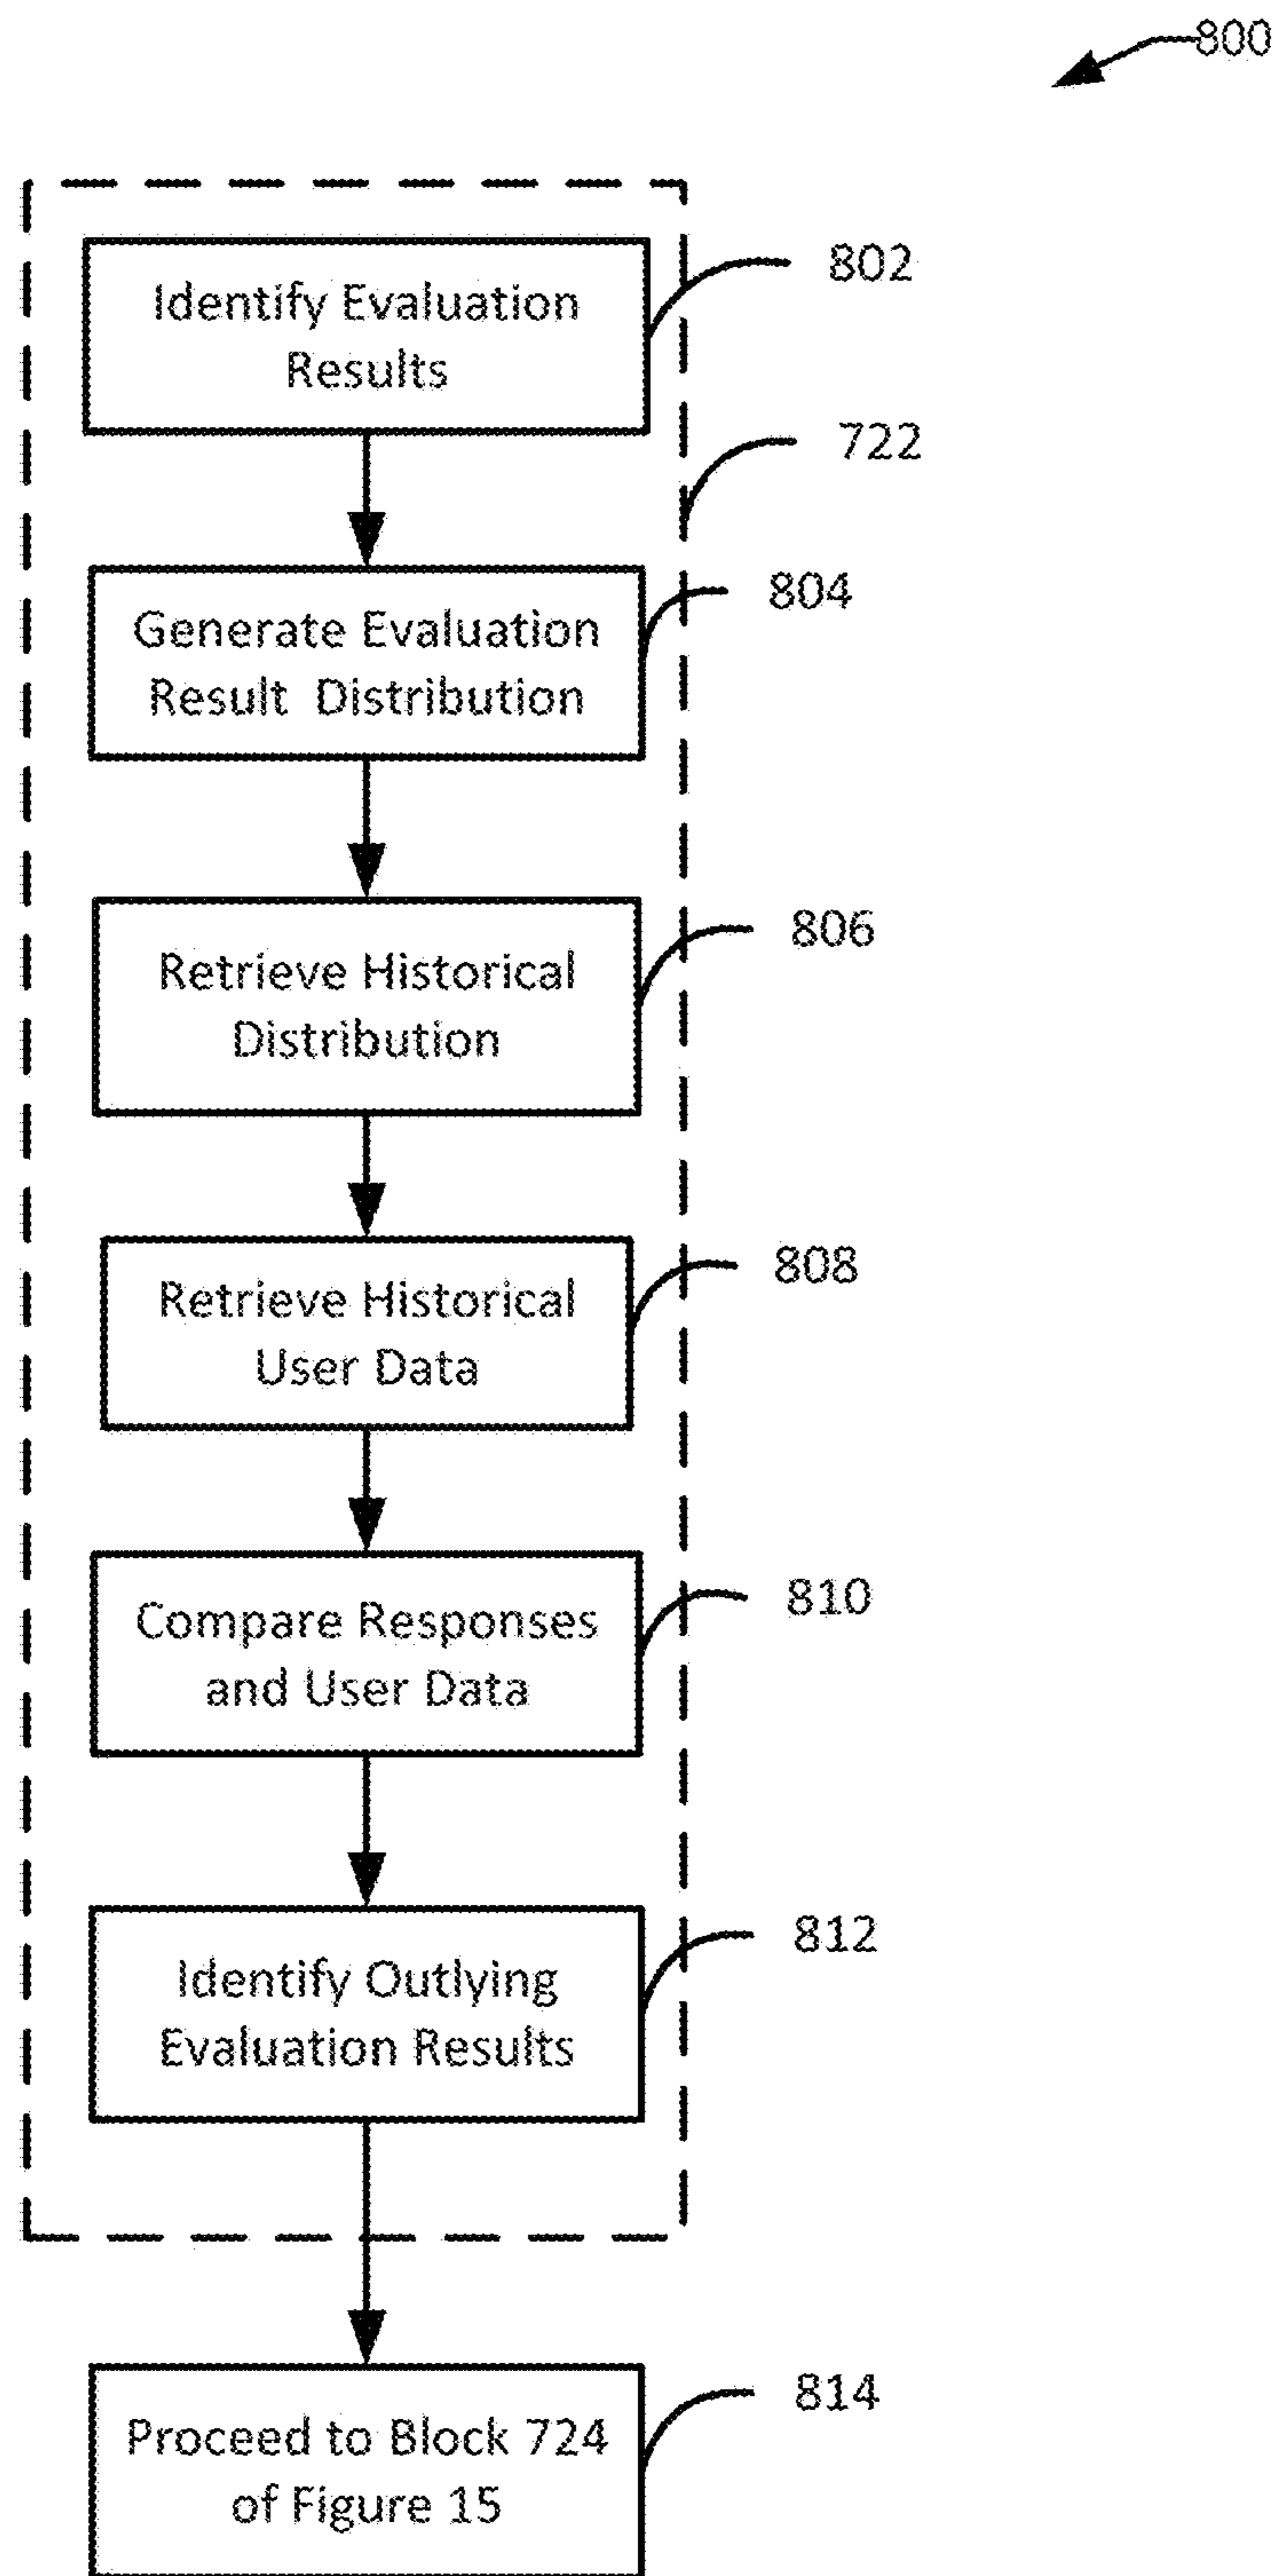 800
Identify Evaluation
Results
802
722
Generate Evaluation
Result Distribution
804
Retrieve Historical
Distribution
806
Retrieve Historical
User Data
808
Compare Responses
and User Data
810
Identify Outlying
Evaluation Results
812
Proceed to Block 724
of Figure 15
814